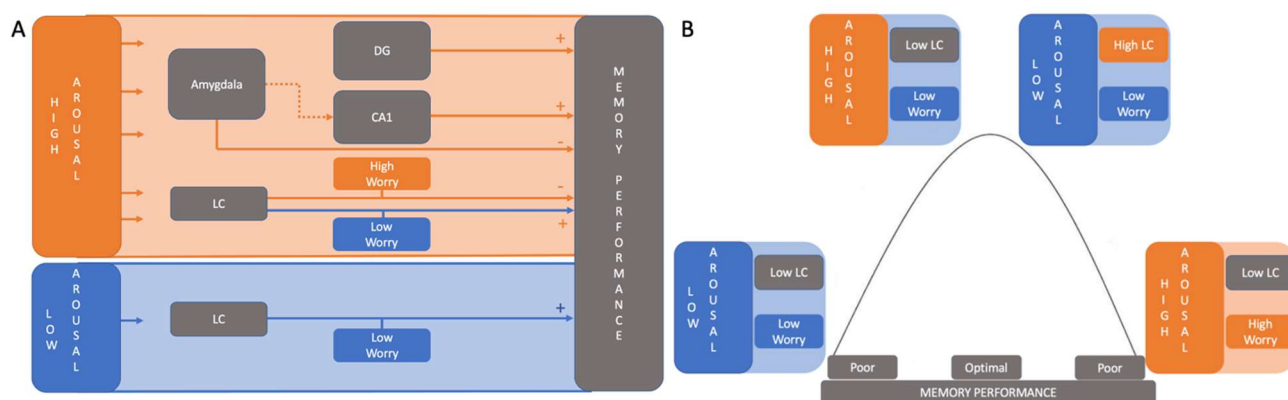 A
HIGH
AROUSAL
Amygdala
DG
CA1
+
+
-
High
Worry
LC
-
+
Low
Worry
LOW
AROUSAL
LC
+
Low
Worry
MEMORY PERFORMANCE
B
HIGH
AROUSAL
Low LC
Low
Worry
LOW
AROUSAL
High LC
Low
Worry
LOW
AROUSAL
Low LC
Low
Worry
HIGH
AROUSAL
Low LC
High
Worry
Poor
Optimal
Poor
MEMORY PERFORMANCE